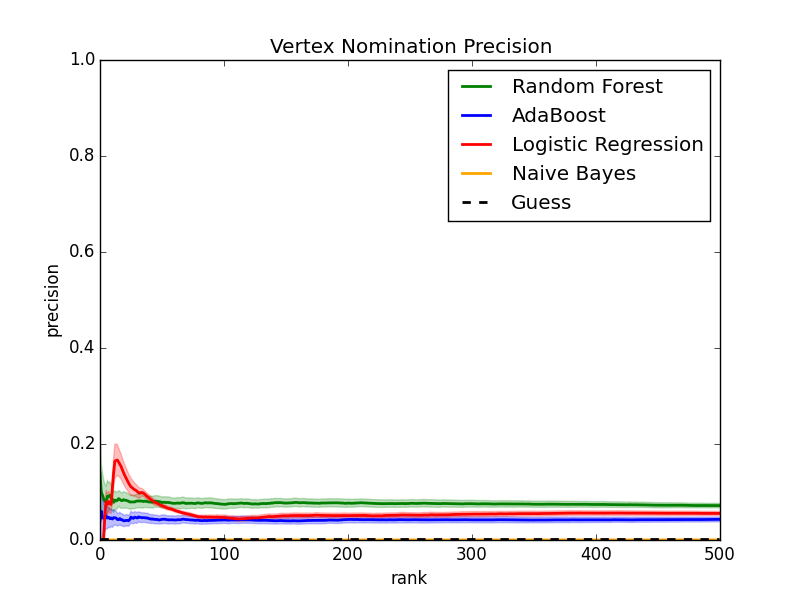 Vertex Nomination Precision
1.0
0.8
0.6
0.4
0.2
0.0
precision
Random Forest
AdaBoost
Logistic Regression
Naive Bayes
Guess
0 100 200 300 400 500
rank